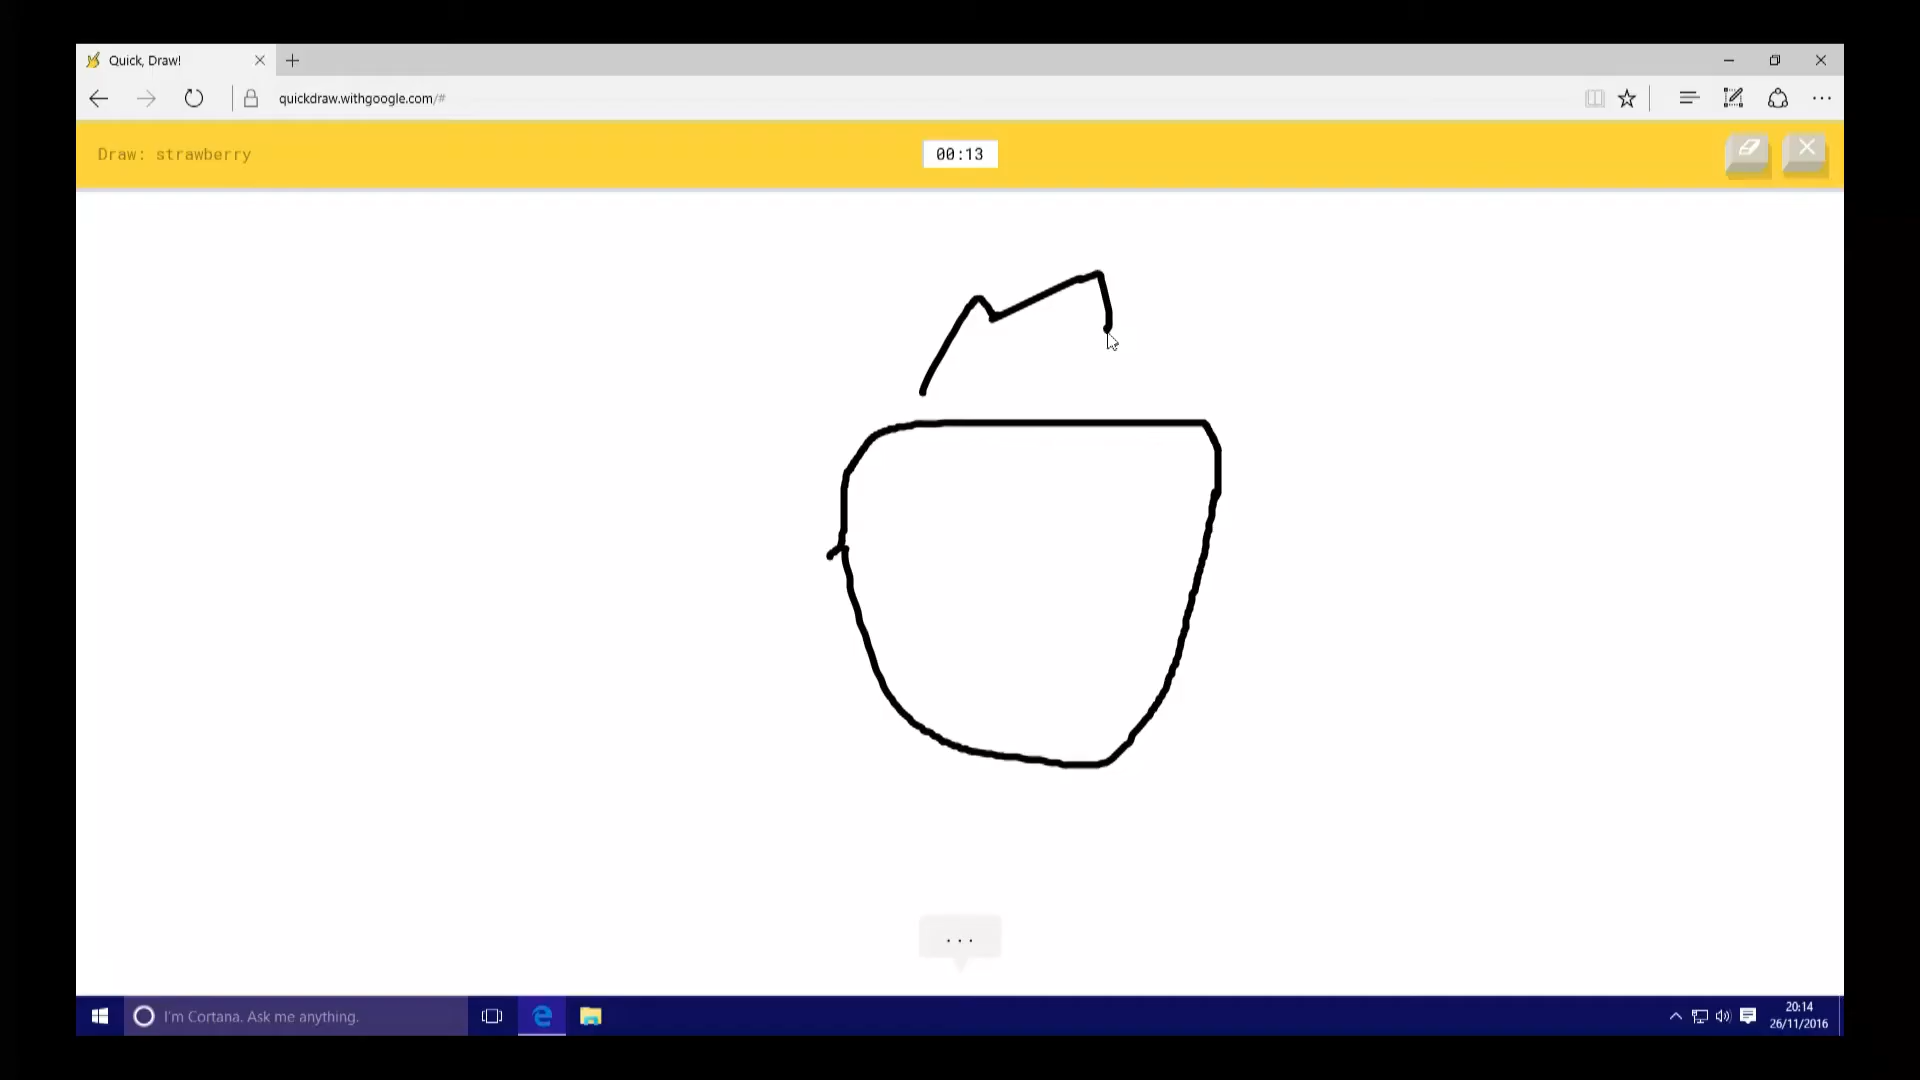 Quick, Draw!
quickdraw.withgoogle.com/#
Draw: strawberry
00:13
...
I'm Cortana. Ask me anything.
20:14
26/11/2016